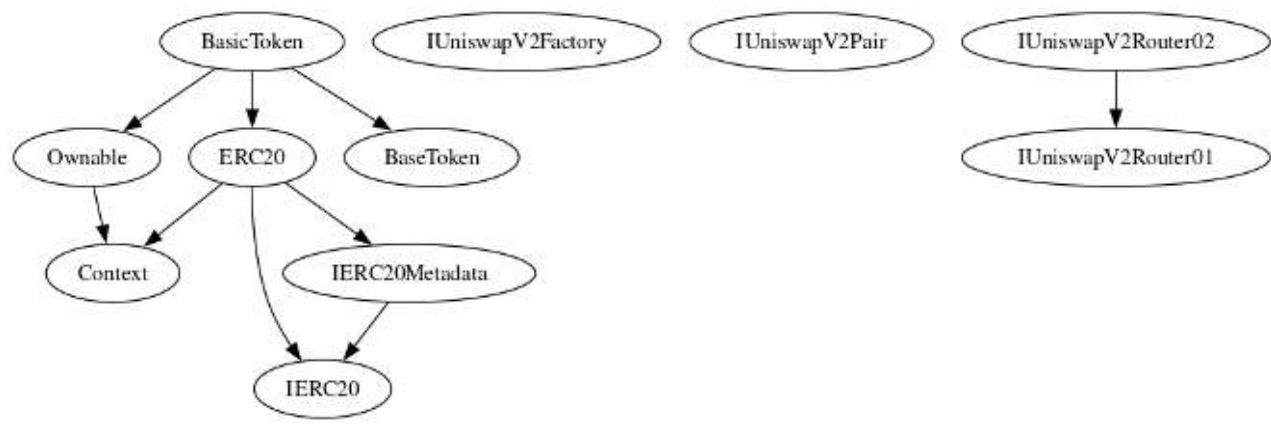 BasicToken
IUniswapV2Factory
IUniswapV2Pair
IUniswapV2Router02
Ownable
ERC20
BaseToken
IUniswapV2Router01
Context
IERC20Metadata
IERC20